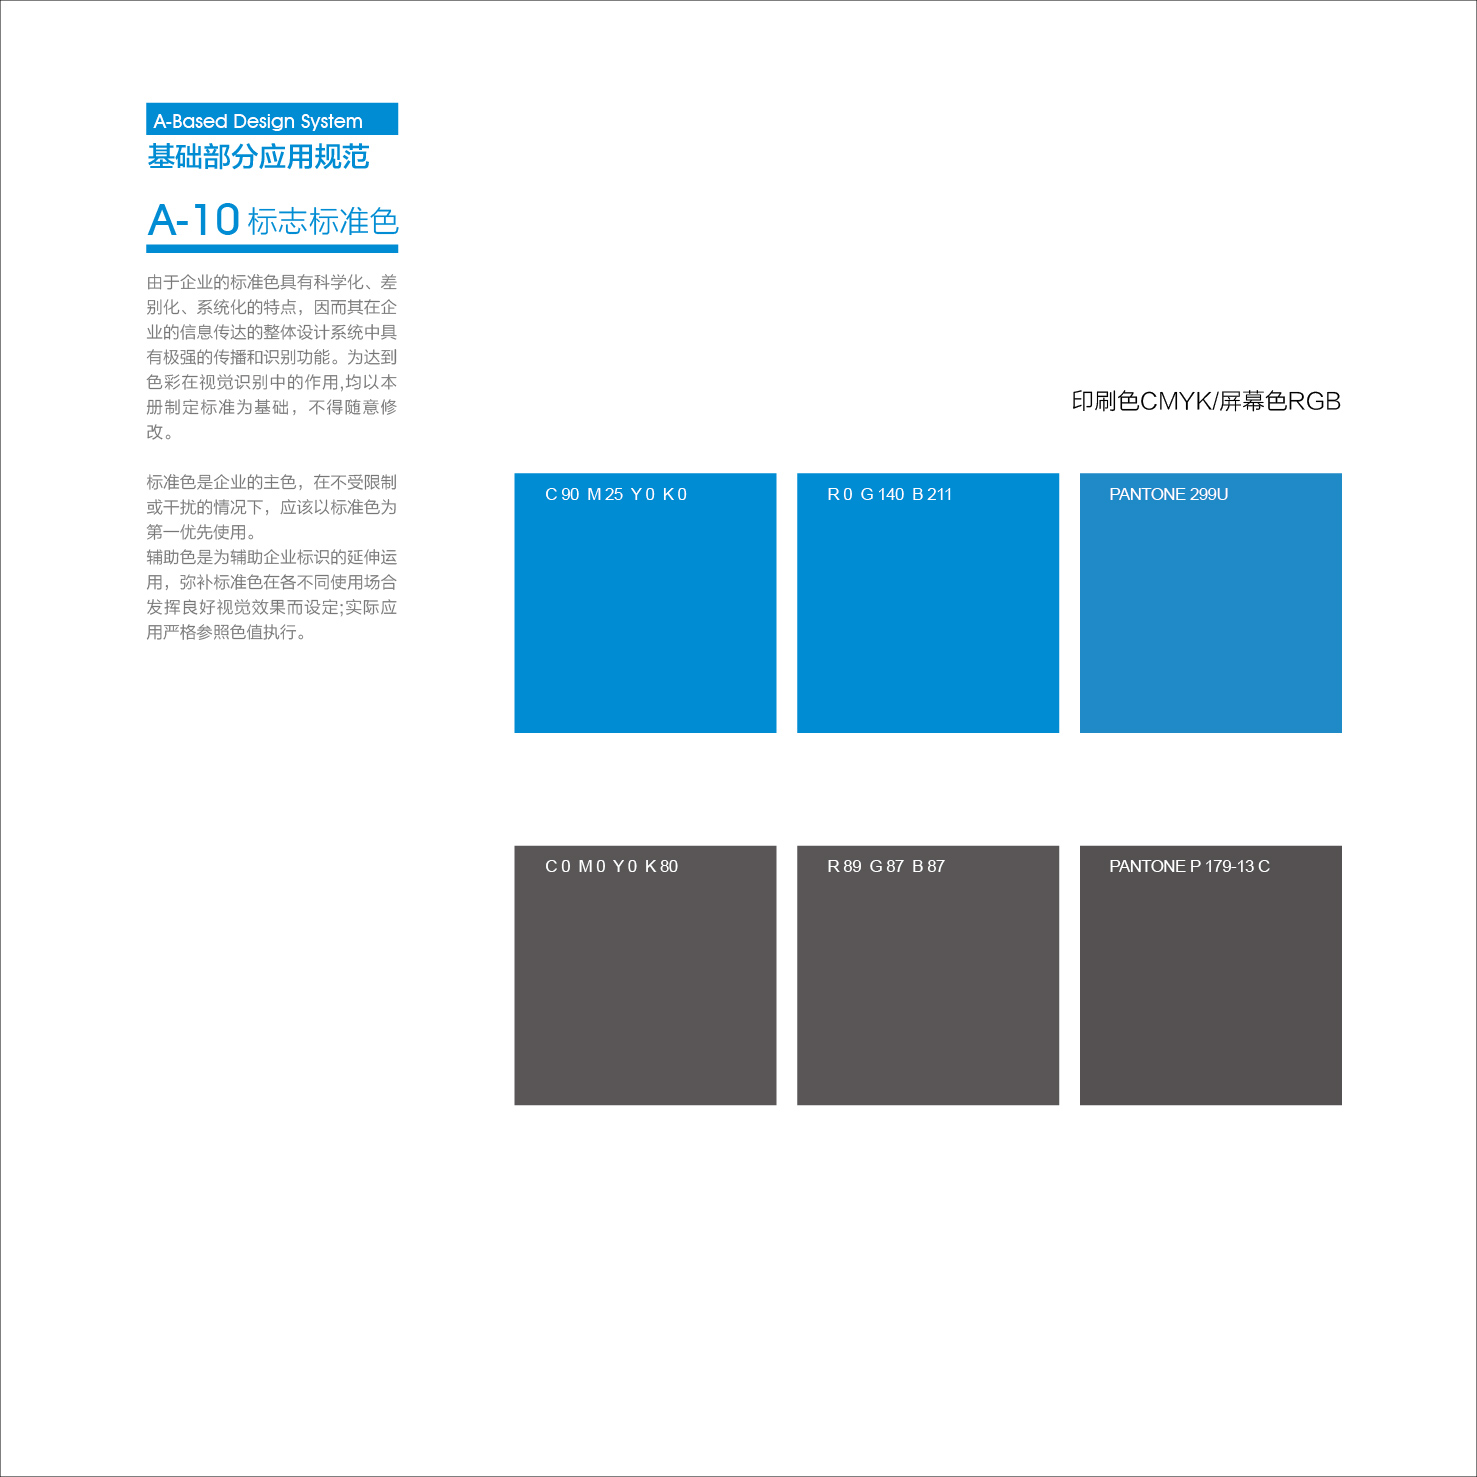 A-Based Design System
基础部分应用规范
A-10 标志标准色
由于企业的标准色具有科学化、差
别化、系统化的特点，因而其在企
业的信息传达的整体设计系统中具
有极强的传播和识别功能。为达到
色彩在视觉识别中的作用,均以本
册制定标准为基础，不得随意修
改。
标准色是企业的主色，在不受限制
或干扰的情况下，应该以标准色为
第一优先使用。
辅助色是为辅助企业标识的延伸运
用，弥补标准色在各不同使用场合
发挥良好视觉效果而设定;实际应
用严格参照色值执行。
印刷色CMYK/屏幕色RGB
C 90 M 25 Y 0 K 0
R 0 G 140 B 211
PANTONE 299U
C 0 M 0 Y 0 K 80
R 89 G 87 B 87
PANTONE P 179-13 C